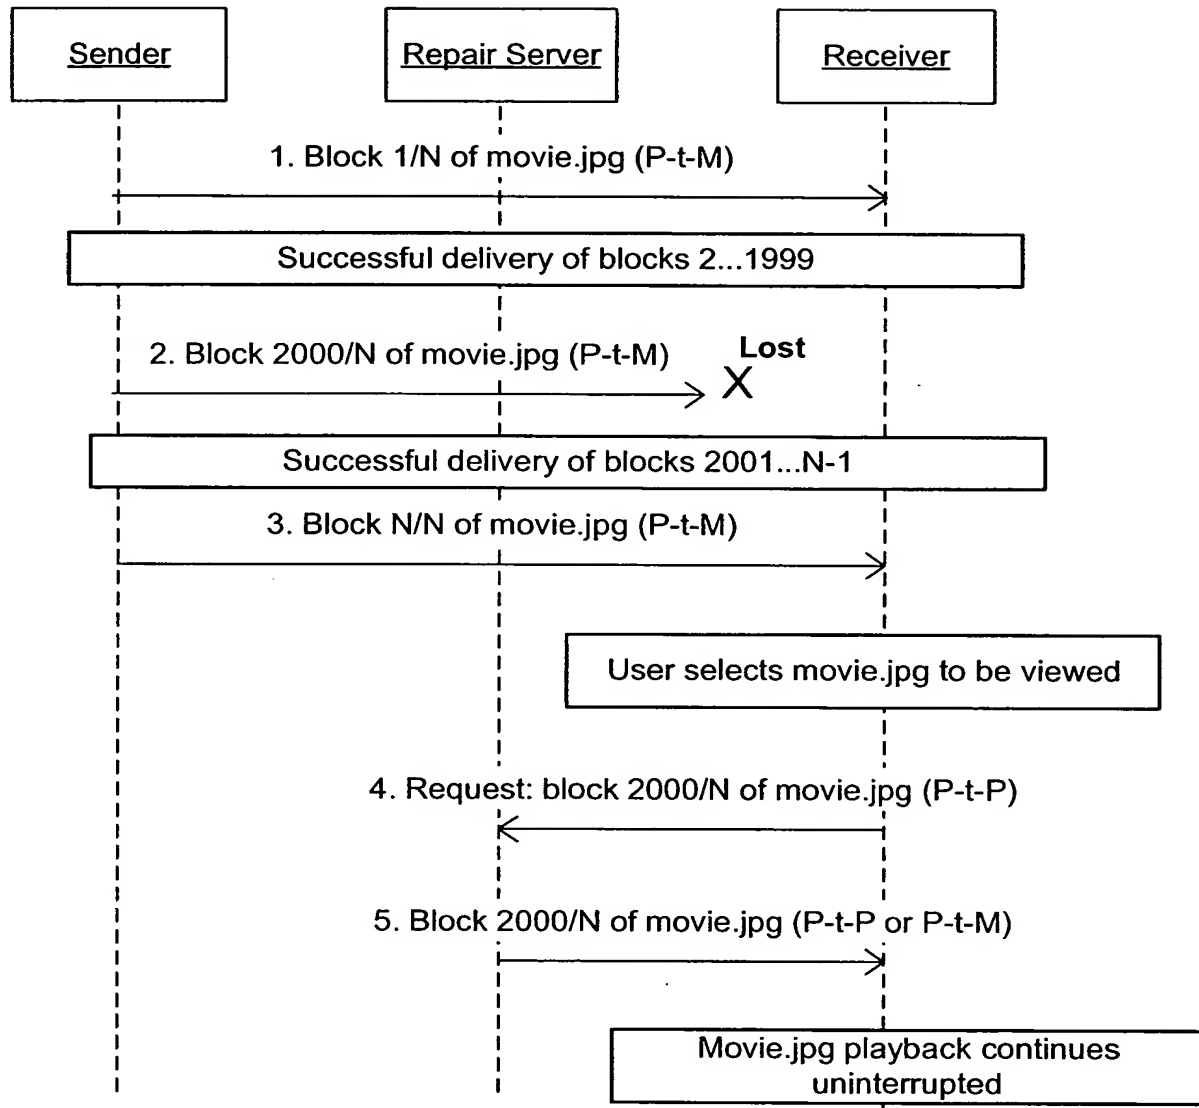 Sender
Repair Server
Receiver
1. Block 1/N of movie.jpg (P-t-M)
Successful delivery of blocks 2...1999
2. Block 2000/N of movie.jpg (P-t-M)
Lost
X
Successful delivery of blocks 2001...N-1
3. Block N/N of movie.jpg (P-t-M)
User selects movie.jpg to be viewed
4. Request: block 2000/N of movie.jpg (P-t-P)
5. Block 2000/N of movie.jpg (P-t-P or P-t-M)
Movie.jpg playback continues
uninterrupted